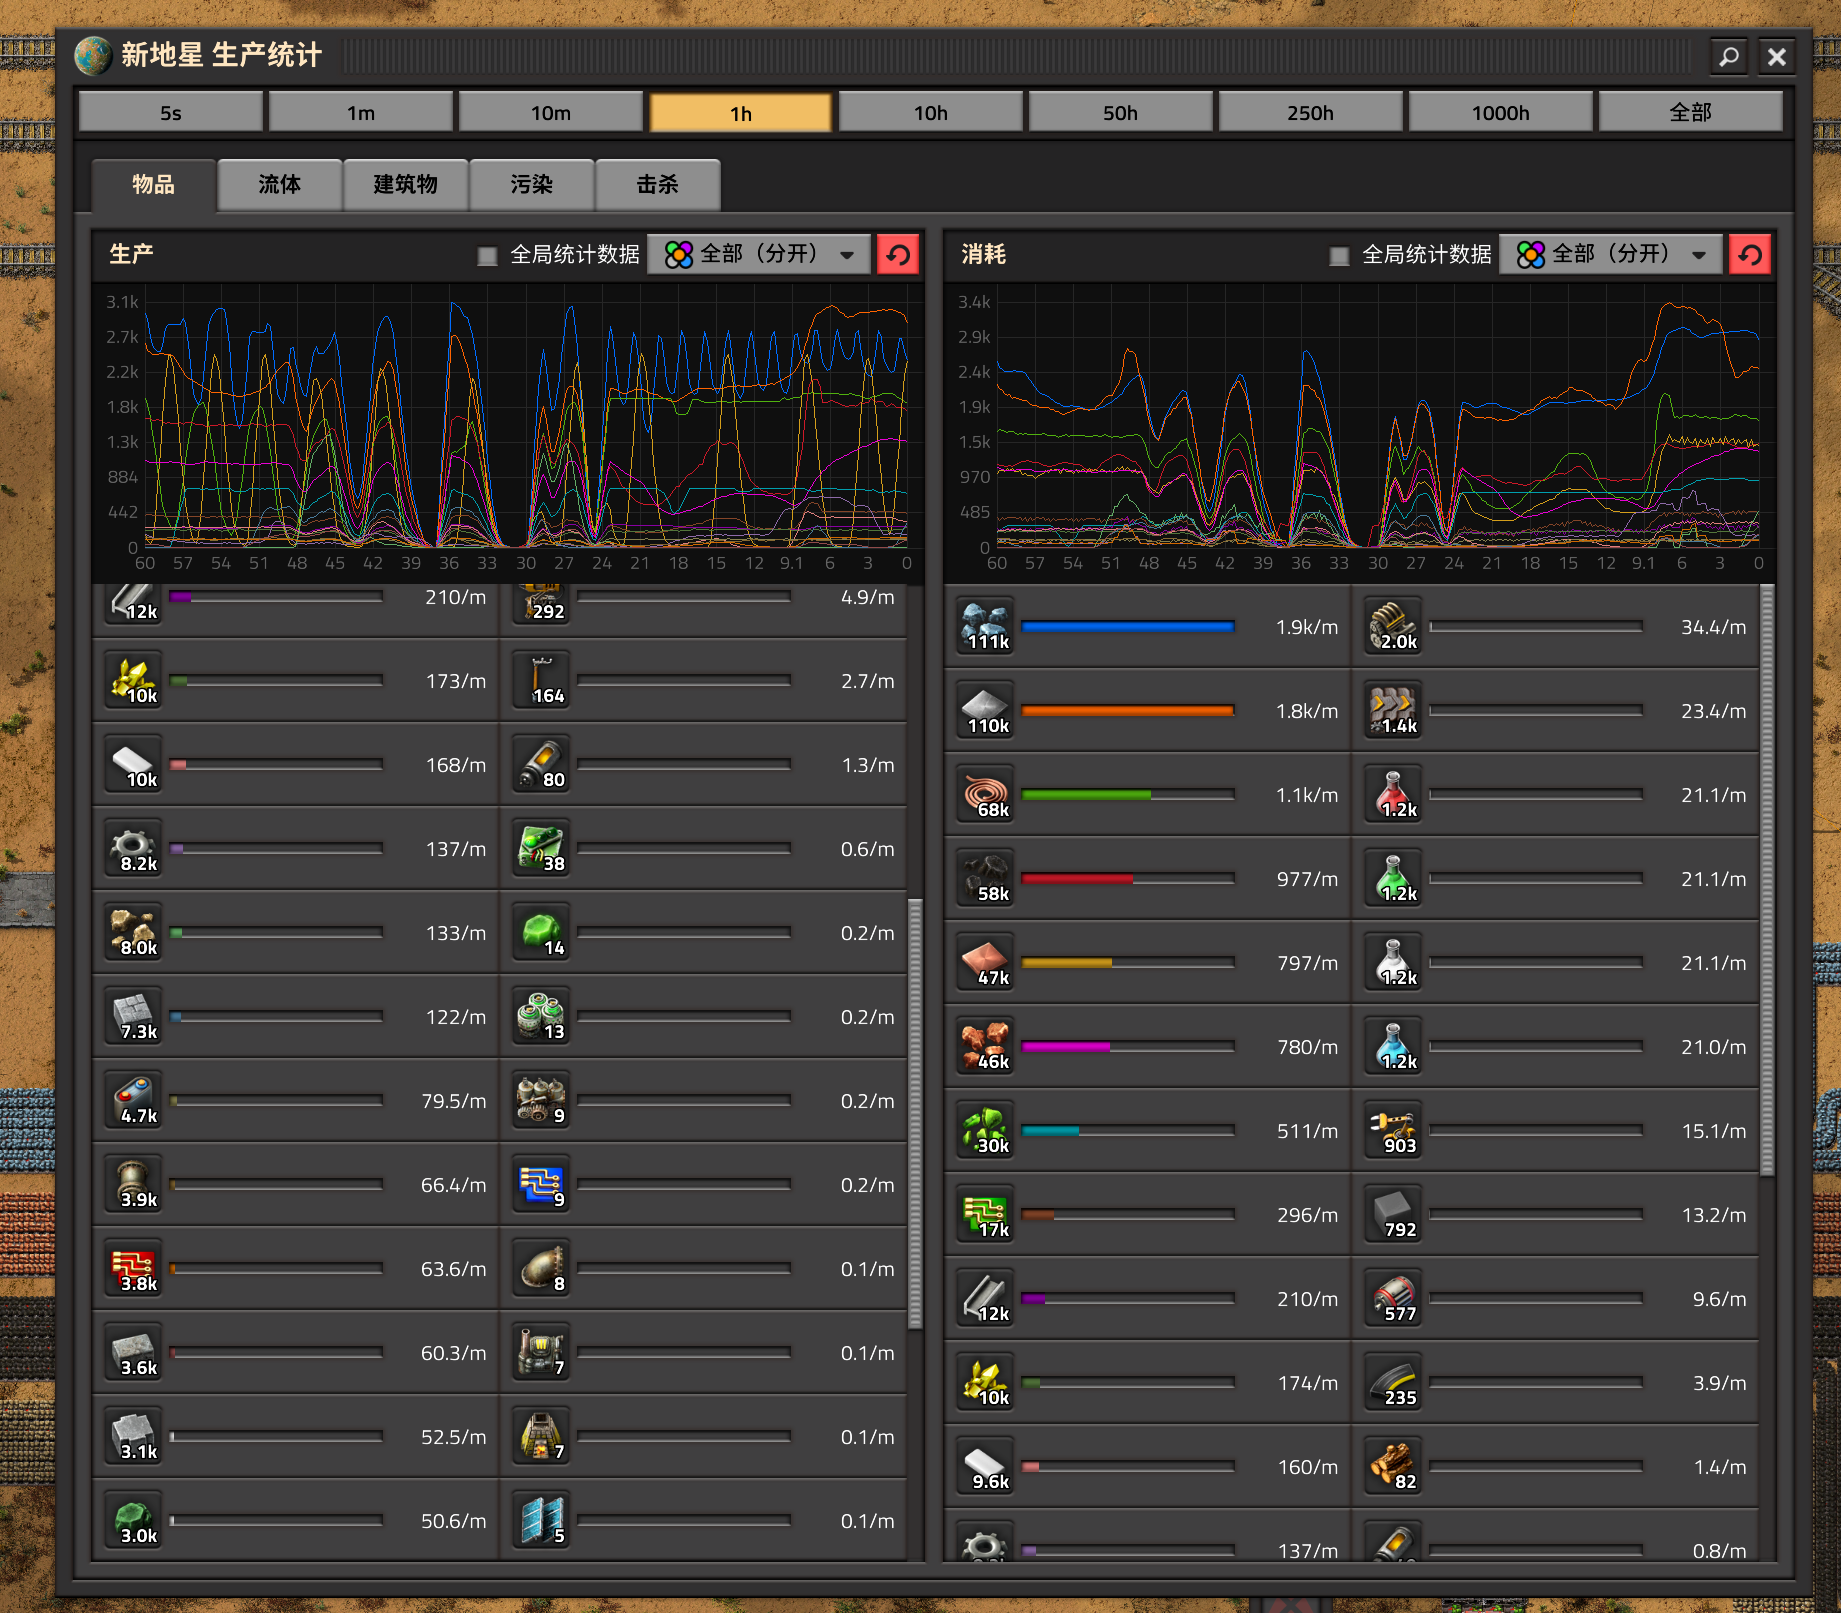 新地星 生产统计
5s 1m 10m 1h 10h 50h 250h 1000h 全部
物品 流体 建筑物 污染 击杀
生产 全局统计数据 全部（分开）
3.1k
2.7k
2.2k
1.8k
1.3k
884
442
0
60 57 54 51 48 45 42 39 36 33 30 27 24 21 18 15 12 9.1 6 3 0
12k 210/m 292 4.9/m
10k 173/m 164 2.7/m
10k 168/m 80 1.3/m
8.2k 137/m 38 0.6/m
8.0k 133/m 14 0.2/m
7.3k 122/m 13 0.2/m
4.7k 79.5/m 9 0.2/m
3.9k 66.4/m 9 0.2/m
3.8k 63.6/m 8 0.1/m
3.6k 60.3/m 7 0.1/m
3.1k 52.5/m 7 0.1/m
3.0k 50.6/m 5 0.1/m
消耗 全局统计数据 全部（分开）
3.4k
2.9k
2.4k
1.9k
1.5k
970
485
0
60 57 54 51 48 45 42 39 36 33 30 27 24 21 18 15 12 9.1 6 3 0
111k 1.9k/m 2.0k 34.4/m
110k 1.8k/m 1.4k 23.4/m
68k 1.1k/m 1.2k 21.1/m
58k 977/m 1.2k 21.1/m
47k 797/m 1.2k 21.1/m
46k 780/m 1.2k 21.0/m
30k 511/m 903 15.1/m
17k 296/m 792 13.2/m
12k 210/m 577 9.6/m
10k 174/m 235 3.9/m
9.6k 160/m 82 1.4/m
137/m 0.8/m